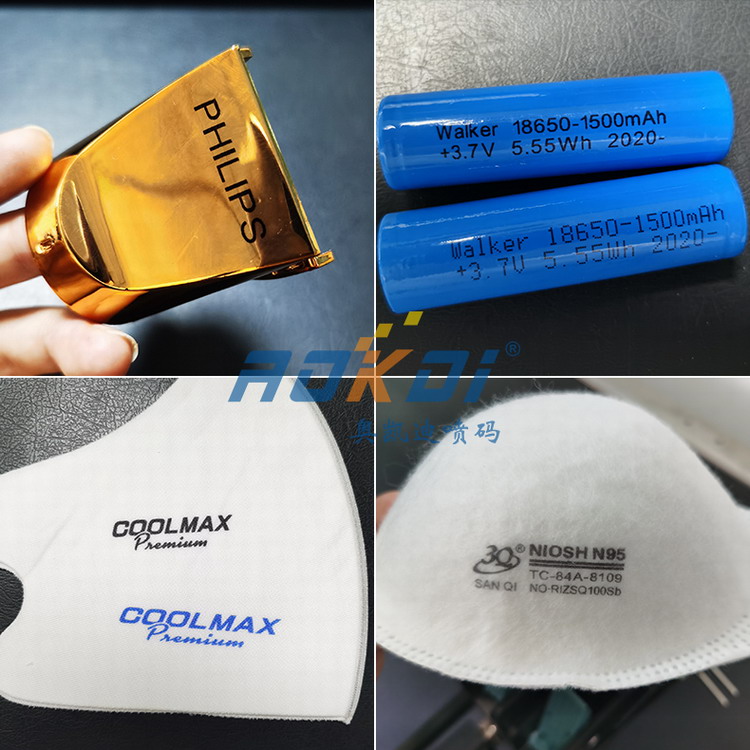 PHILIPS
Walker 18650-1500mAh
+3.7V 5.55Wh 2020-
Walker 18650-1500mAh
+3.7V 5.55Wh 2020-
AOKDI®
奥凯迪喷码
COOLMAX
Premium
COOLMAX
Premium
3Q® NIOSH N95
TC-84A-8109
SAN QI NO-RIZSQ100Sb